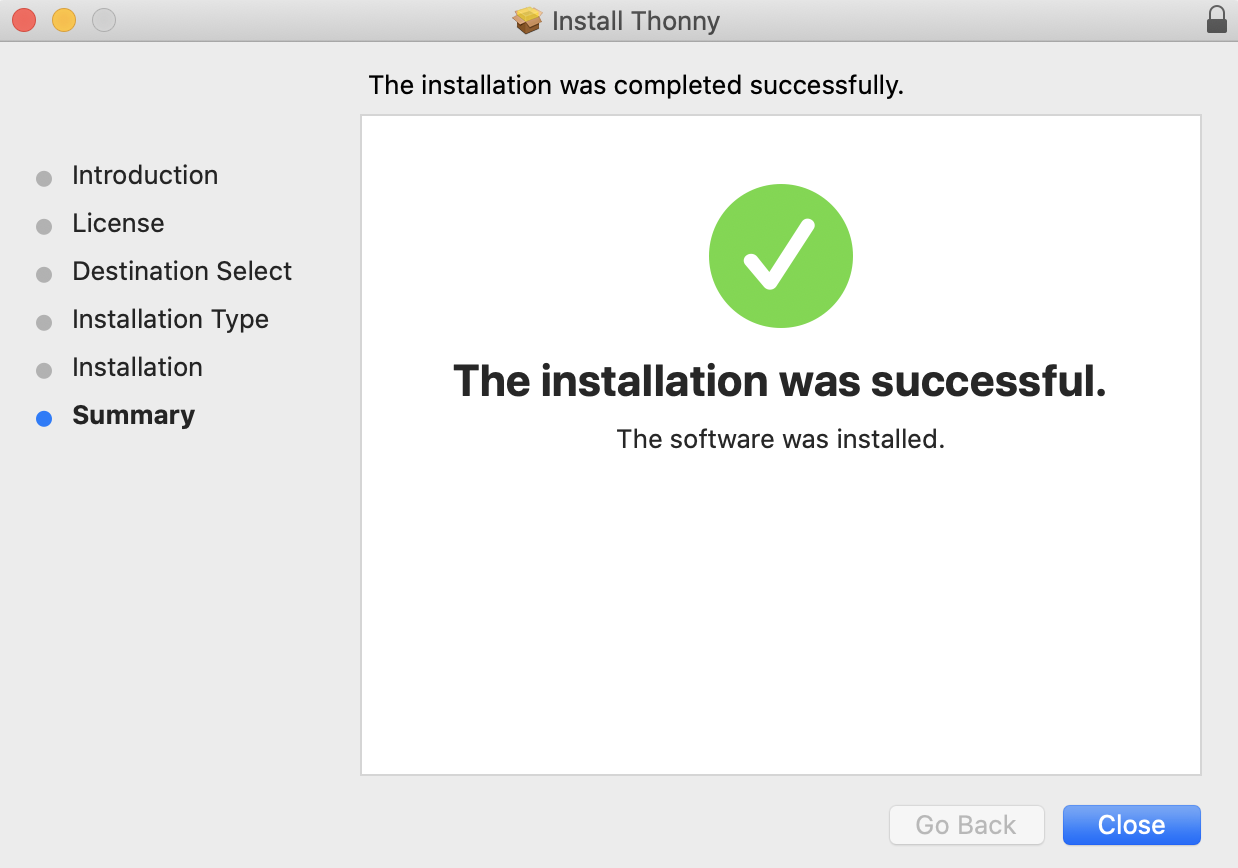 Install Thonny
The installation was completed successfully.
Introduction
License
Destination Select
Installation Type
Installation
Summary
The installation was successful.
The software was installed.
Go Back
Close